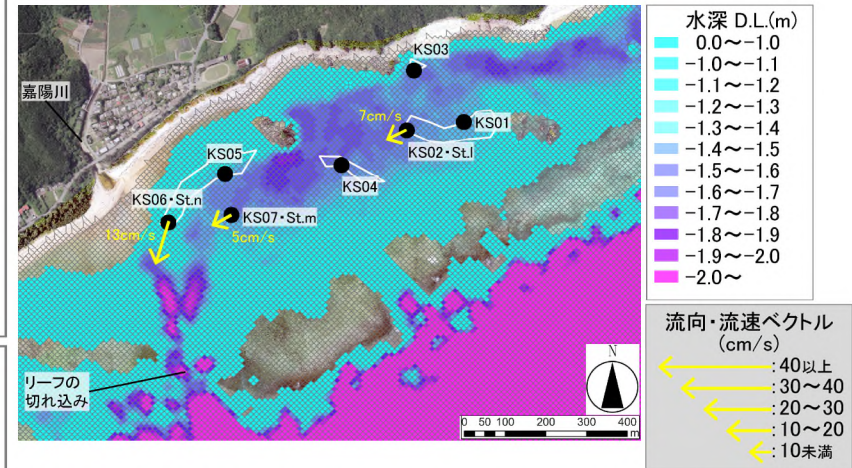 嘉陽川
KS03
7cm/s
KS01
KS02・St.l
KS05
KS04
KS06・St.n
KS07・St.m
13cm/s
5cm/s
リーフの
切れ込み
N
0 50 100 200 300 400
m
水深 D.L.(m)
0.0～-1.0
-1.0～-1.1
-1.1～-1.2
-1.2～-1.3
-1.3～-1.4
-1.4～-1.5
-1.5～-1.6
-1.6～-1.7
-1.7～-1.8
-1.8～-1.9
-1.9～-2.0
-2.0～
流向・流速ベクトル
(cm/s)
:40以上
:30～40
:20～30
:10～20
:10未満